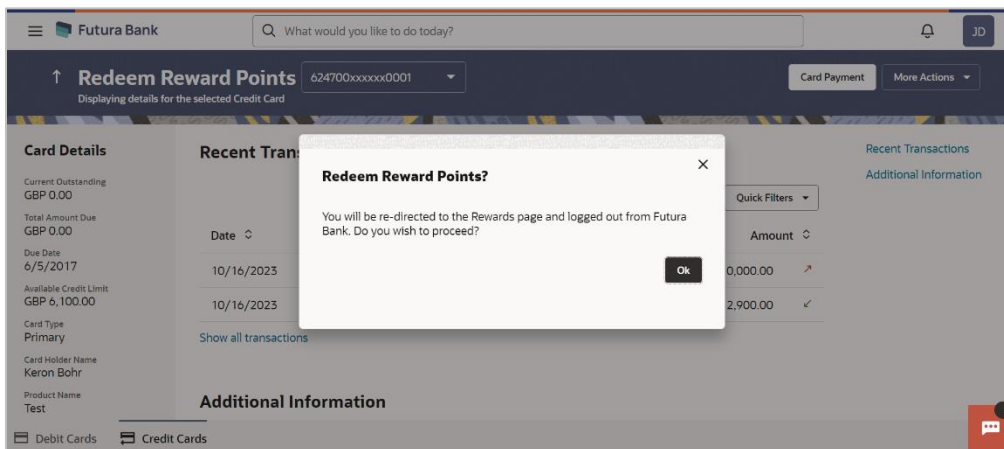 Futura Bank
What would you like to do today?
JD
Redeem Reward Points
624700xxxxxx0001
Card Payment
More Actions
Displaying details for the selected Credit Card
Card Details
Current Outstanding
GBP 0.00
Total Amount Due
GBP 0.00
Due Date
6/5/2017
Available Credit Limit
GBP 6,100.00
Card Type
Primary
Card Holder Name
Keron Bohr
Product Name
Test
Recent Tran
Redeem Reward Points?
You will be re-directed to the Rewards page and logged out from Futura
Bank. Do you wish to proceed?
Ok
Quick Filters
Date
Amount
10/16/2023
0,000.00
10/16/2023
2,900.00
Show all transactions
Additional Information
Recent Transactions
Additional Information
Debit Cards
Credit Cards